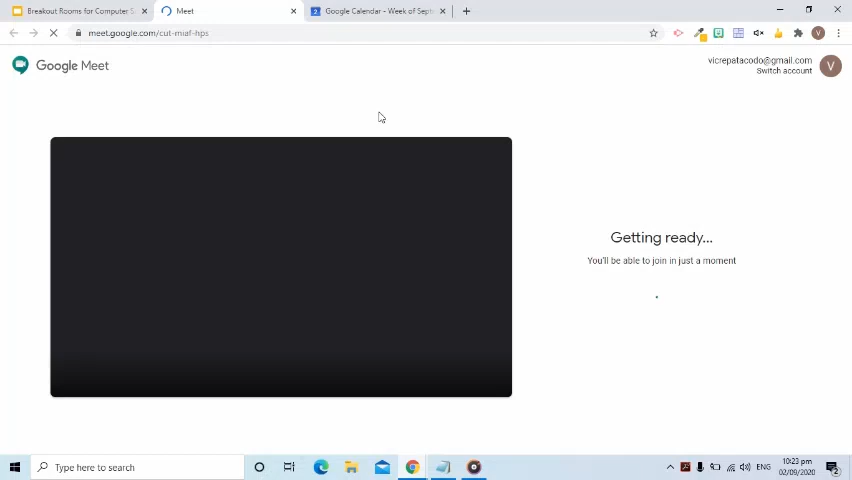 Breakout Rooms for Computer S
Meet
Google Calendar - Week of Sept
meet.google.com/cut-miaf-hps
V
Google Meet
vicrepatacodo@gmail.com
Switch account
V
Getting ready...
You'll be able to join in just a moment
Type here to search
ENG
10:23 pm
02/09/2020
2